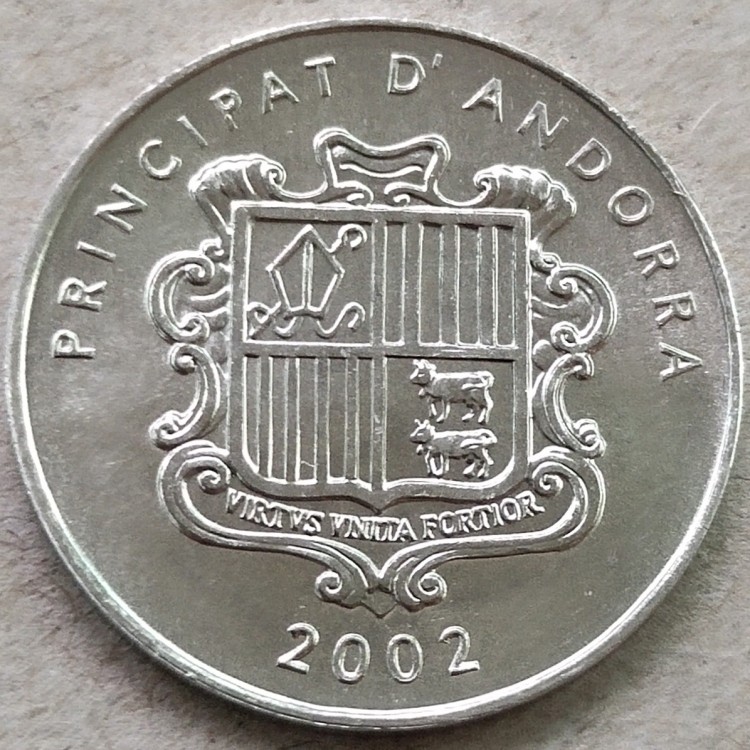 PRINCIPAT D'ANDORRA
VIRTVS VNITA FORTIOR
2002